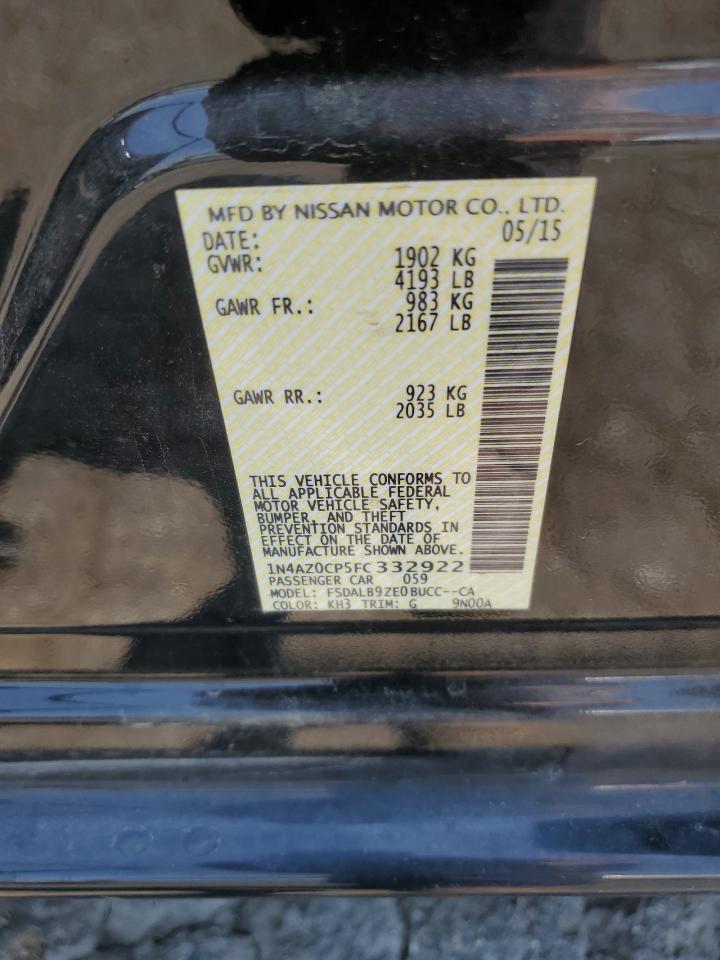 MFD BY NISSAN MOTOR CO., LTD.
DATE: 05/15
GVWR: 1902 KG
4193 LB
GAWR FR.: 983 KG
2167 LB
GAWR RR.: 923 KG
2035 LB
THIS VEHICLE CONFORMS TO
ALL APPLICABLE FEDERAL
MOTOR VEHICLE SAFETY,
BUMPER, AND THEFT
PREVENTION STANDARDS IN
EFFECT ON THE DATE OF
MANUFACTURE SHOWN ABOVE.
1N4AZ0CP5FC332922
PASSENGER CAR 059
MODEL: FSDALB9ZE0BUCC--CA
COLOR: KH3 TRIM: G 9N00A